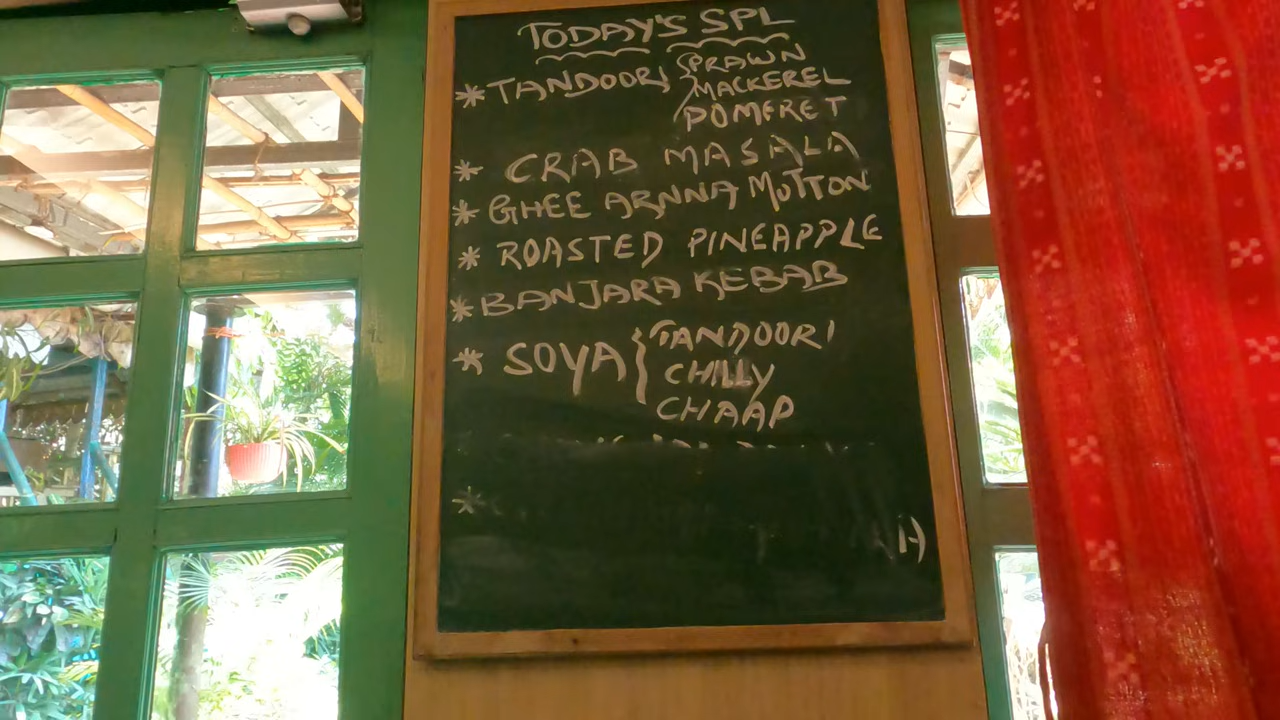 TODAY'S SPL
* TANDOORI { PRAWN
MACKEREL
POMFRET
* CRAB MASALA
* GHEE ARNNA MUTTON
* ROASTED PINEAPPLE
* BANJARA KEBAB
* SOYA { TANDOORI
CHILLY
CHAAP
*